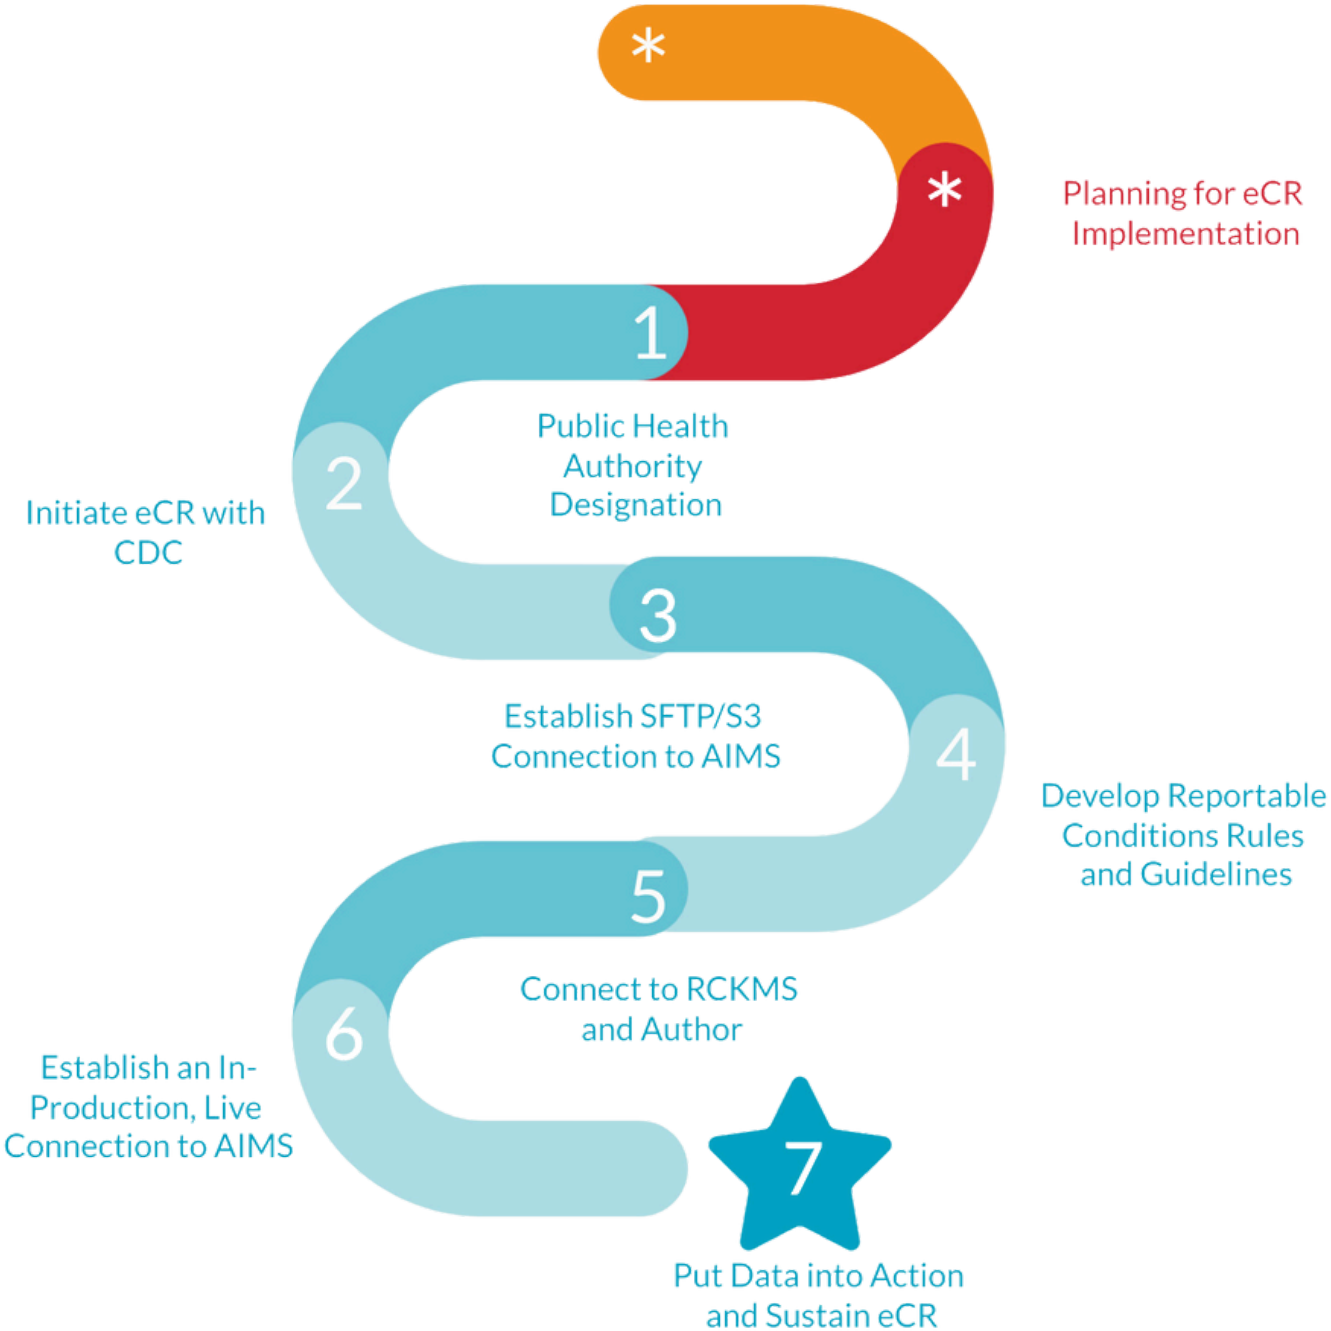 *
*
Planning for eCR
Implementation
1
Public Health
Authority
Designation
2
Initiate eCR with
CDC
3
Establish SFTP/S3
Connection to AIMS
4
Develop Reportable
Conditions Rules
and Guidelines
5
Connect to RCKMS
and Author
6
Establish an In-
Production, Live
Connection to AIMS
7
Put Data into Action
and Sustain eCR